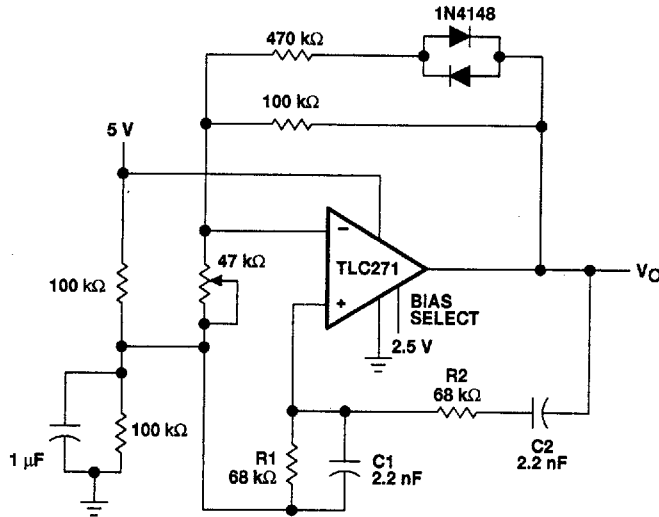 1N4148
470 kΩ
100 kΩ
5 V
47 kΩ
−
TLC271
+
100 kΩ
BIAS
SELECT
2.5 V
VO
R2
68 kΩ
C2
2.2 nF
1 μF
100 kΩ
R1
68 kΩ
C1
2.2 nF